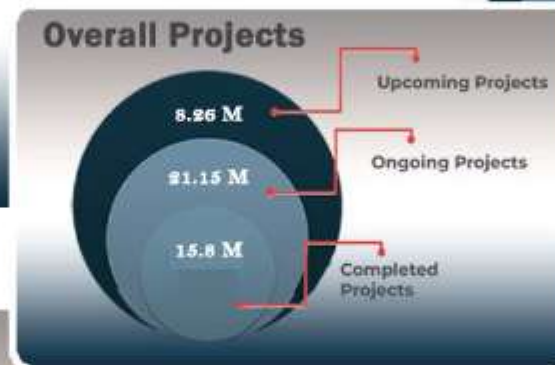 Overall Projects
8.26 M
Upcoming Projects
21.15 M
Ongoing Projects
15.8 M
Completed
Projects